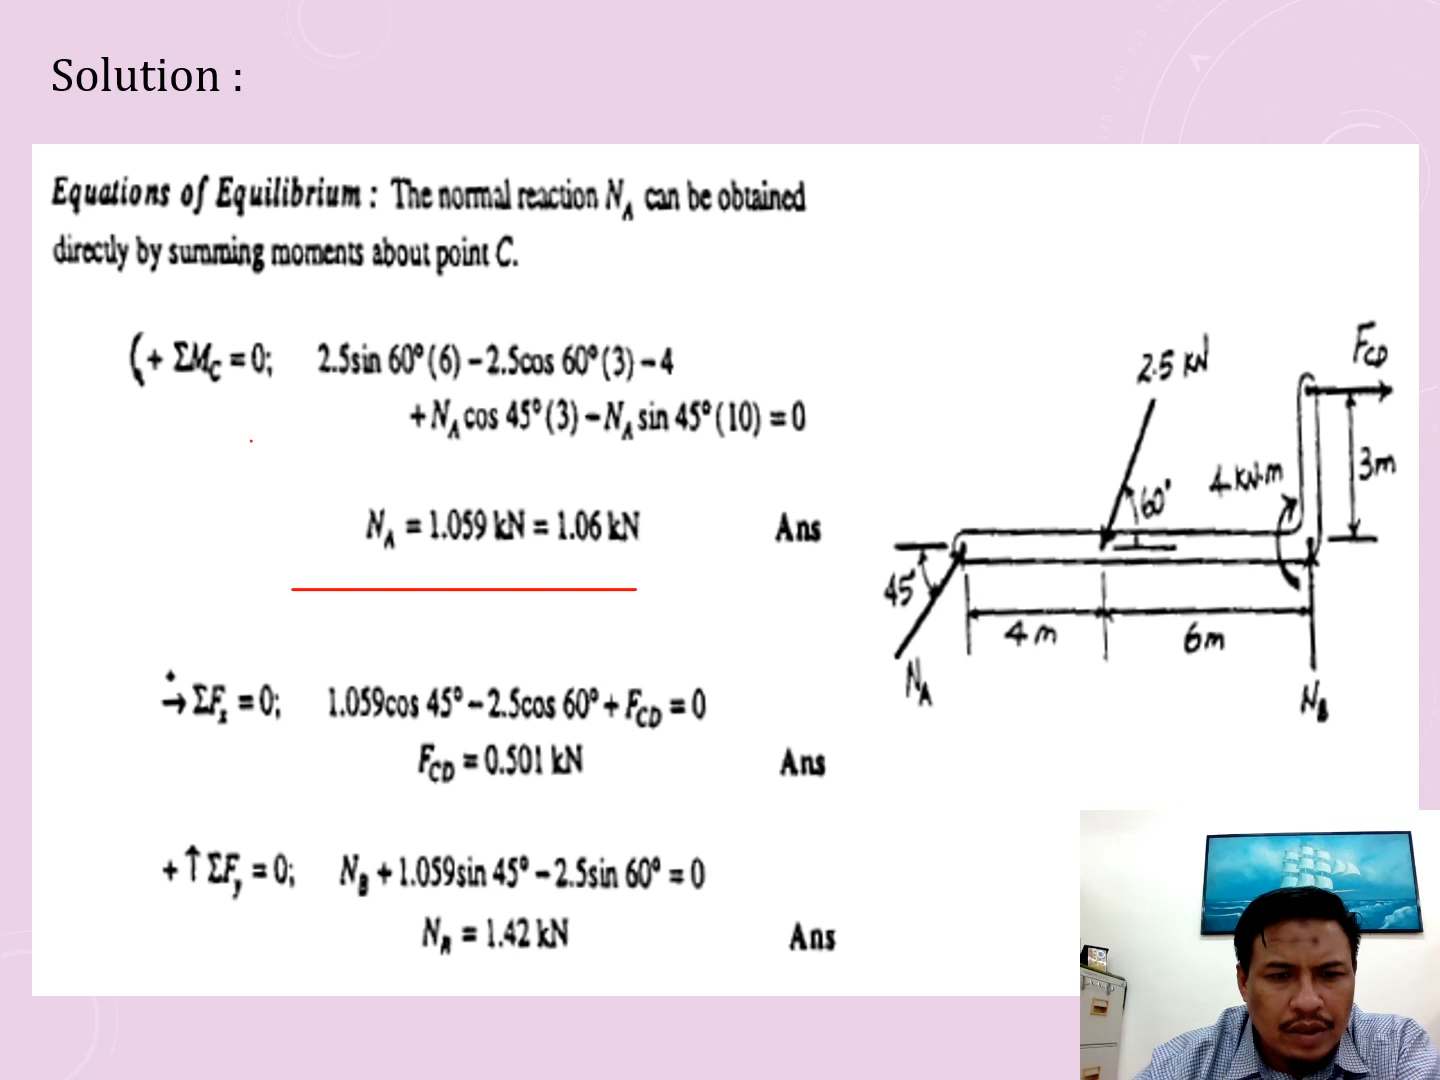 Solution :
Equations of Equilibrium : The normal reaction N_A can be obtained
directly by summing moments about point C.
(+ ΣM_C = 0; 2.5sin 60°(6) – 2.5cos 60°(3) – 4
+ N_A cos 45°(3) – N_A sin 45°(10) = 0
N_A = 1.059 kN = 1.06 kN Ans
→ ΣF_x = 0; 1.059cos 45° – 2.5cos 60° + F_CD = 0
F_CD = 0.501 kN Ans
+ ↑ ΣF_y = 0; N_B + 1.059sin 45° – 2.5sin 60° = 0
N_B = 1.42 kN Ans
F_CD
2.5 kN
60°
4 kN·m
3m
45°
4 m
6m
N_A
N_B